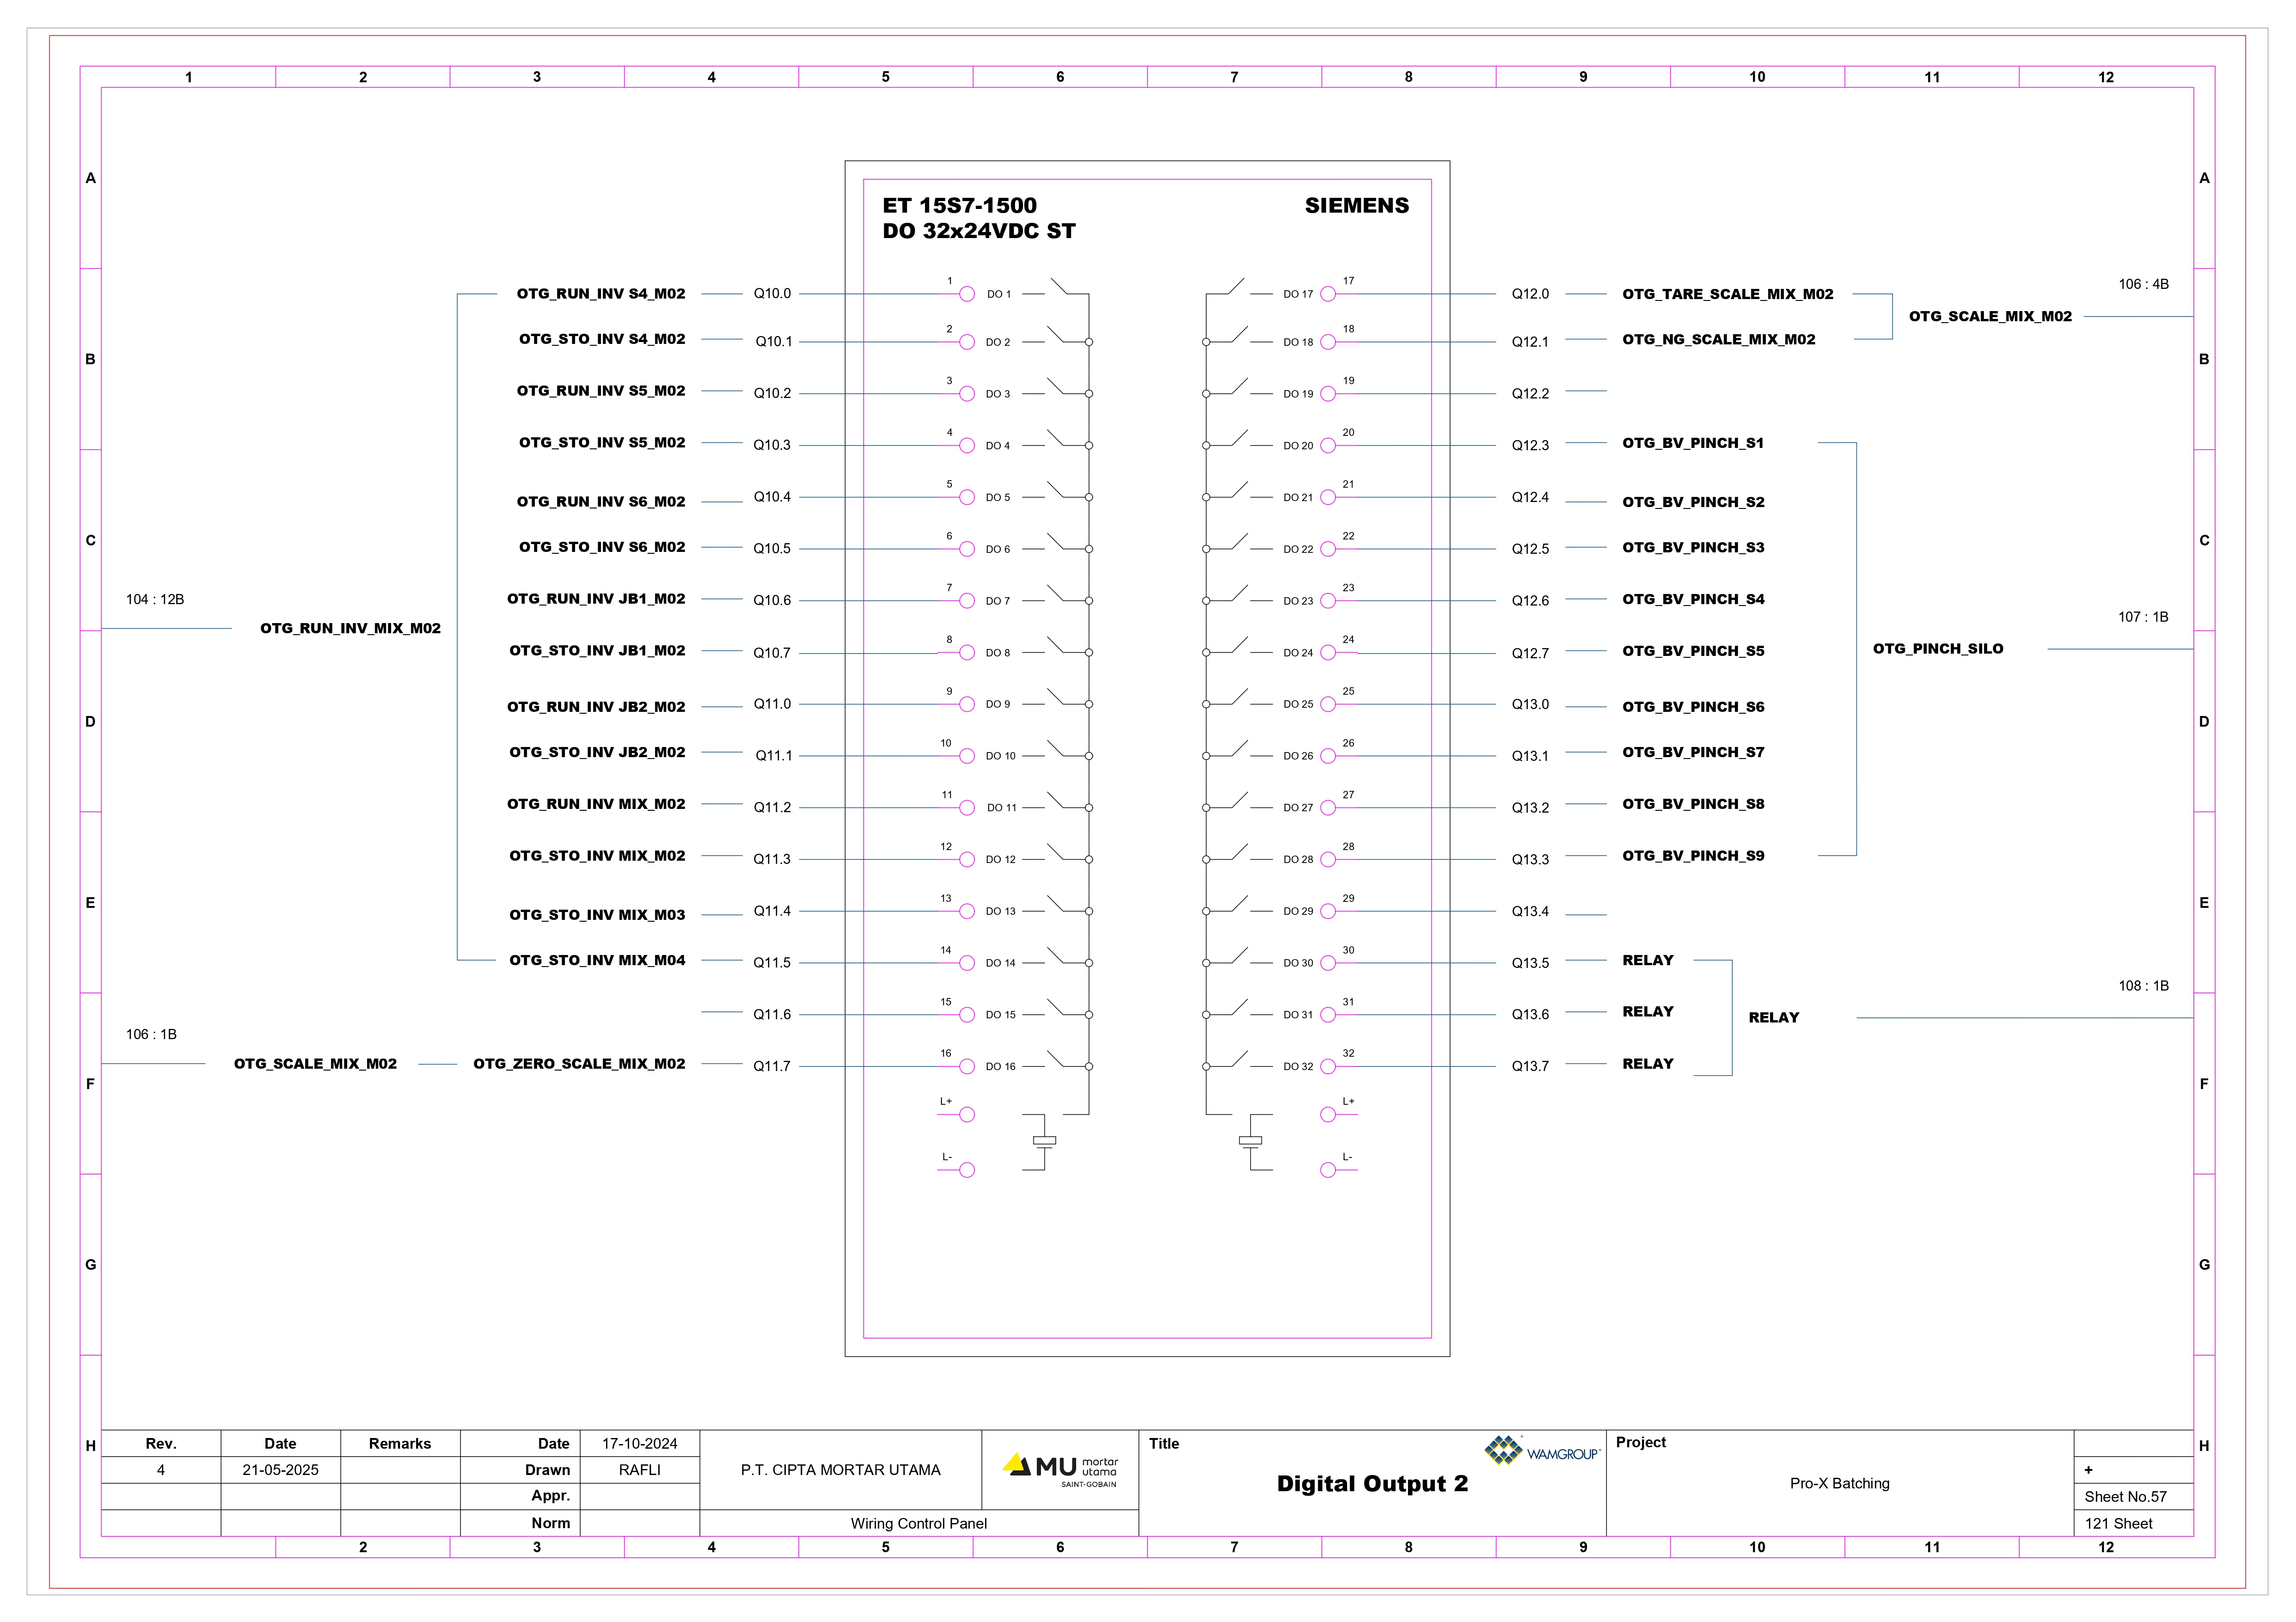 1 2 3 4 5 6 7 8 9 10 11 12
A A
B B
C C
D D
E E
F F
G G
H H
ET 15S7-1500 SIEMENS
DO 32x24VDC ST
OTG_RUN_INV S4_M02 Q10.0 1 DO 1
OTG_STO_INV S4_M02 Q10.1 2 DO 2
OTG_RUN_INV S5_M02 Q10.2 3 DO 3
OTG_STO_INV S5_M02 Q10.3 4 DO 4
OTG_RUN_INV S6_M02 Q10.4 5 DO 5
OTG_STO_INV S6_M02 Q10.5 6 DO 6
OTG_RUN_INV JB1_M02 Q10.6 7 DO 7
OTG_STO_INV JB1_M02 Q10.7 8 DO 8
OTG_RUN_INV JB2_M02 Q11.0 9 DO 9
OTG_STO_INV JB2_M02 Q11.1 10 DO 10
OTG_RUN_INV MIX_M02 Q11.2 11 DO 11
OTG_STO_INV MIX_M02 Q11.3 12 DO 12
OTG_STO_INV MIX_M03 Q11.4 13 DO 13
OTG_STO_INV MIX_M04 Q11.5 14 DO 14
Q11.6 15 DO 15
OTG_ZERO_SCALE_MIX_M02 Q11.7 16 DO 16
L+
L-
104 : 12B
OTG_RUN_INV_MIX_M02
106 : 1B
OTG_SCALE_MIX_M02
DO 17 17 Q12.0 OTG_TARE_SCALE_MIX_M02
DO 18 18 Q12.1 OTG_NG_SCALE_MIX_M02
DO 19 19 Q12.2
DO 20 20 Q12.3 OTG_BV_PINCH_S1
DO 21 21 Q12.4 OTG_BV_PINCH_S2
DO 22 22 Q12.5 OTG_BV_PINCH_S3
DO 23 23 Q12.6 OTG_BV_PINCH_S4
DO 24 24 Q12.7 OTG_BV_PINCH_S5
DO 25 25 Q13.0 OTG_BV_PINCH_S6
DO 26 26 Q13.1 OTG_BV_PINCH_S7
DO 27 27 Q13.2 OTG_BV_PINCH_S8
DO 28 28 Q13.3 OTG_BV_PINCH_S9
DO 29 29 Q13.4
DO 30 30 Q13.5 RELAY
DO 31 31 Q13.6 RELAY
DO 32 32 Q13.7 RELAY
L+
L-
106 : 4B
OTG_SCALE_MIX_M02
107 : 1B
OTG_PINCH_SILO
108 : 1B
RELAY
Rev. Date Remarks Date 17-10-2024
4 21-05-2025 Drawn RAFLI
Appr.
Norm
P.T. CIPTA MORTAR UTAMA
MU mortar
utama
SAINT-GOBAIN
Wiring Control Panel
Title
WAMGROUP
Digital Output 2
Project
Pro-X Batching
+
Sheet No.57
121 Sheet
2 3 4 5 6 7 8 9 10 11 12